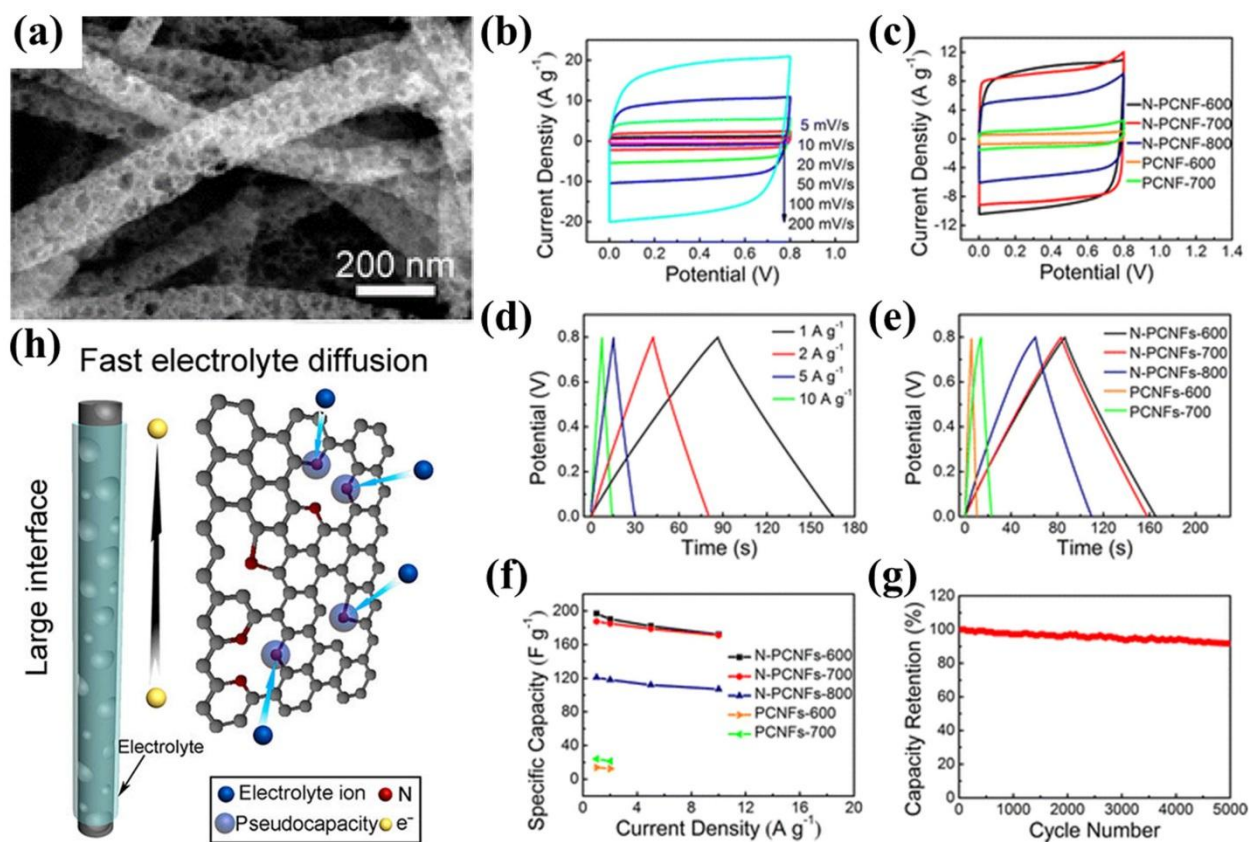 (a)
200 nm
(b)
Current Denstiy (A g⁻¹)
20
10
0
-10
-20
5 mV/s
10 mV/s
20 mV/s
50 mV/s
100 mV/s
200 mV/s
0.0 0.2 0.4 0.6 0.8 1.0 1.2
Potential (V)
(c)
Current Density (A g⁻¹)
12
8
4
0
-4
-8
-12
N-PCNF-600
N-PCNF-700
N-PCNF-800
PCNF-600
PCNF-700
0.0 0.2 0.4 0.6 0.8 1.0 1.2 1.4
Potential (V)
(h)
Fast electrolyte diffusion
Large interface
Electrolyte
Electrolyte ion
N
Pseudocapacity
e⁻
(d)
Potential (V)
0.8
0.6
0.4
0.2
0.0
1 A g⁻¹
2 A g⁻¹
5 A g⁻¹
10 A g⁻¹
0 30 60 90 120 150 180
Time (s)
(e)
Potential (V)
0.8
0.6
0.4
0.2
0.0
N-PCNFs-600
N-PCNFs-700
N-PCNFs-800
PCNFs-600
PCNFs-700
0 40 80 120 160 200
Time (s)
(f)
Specific Capacity (F g⁻¹)
200
160
120
80
40
0
N-PCNFs-600
N-PCNFs-700
N-PCNFs-800
PCNFs-600
PCNFs-700
0 4 8 12 16 20
Current Density (A g⁻¹)
(g)
Capacity Retention (%)
100
80
60
40
20
0
0 1000 2000 3000 4000 5000
Cycle Number